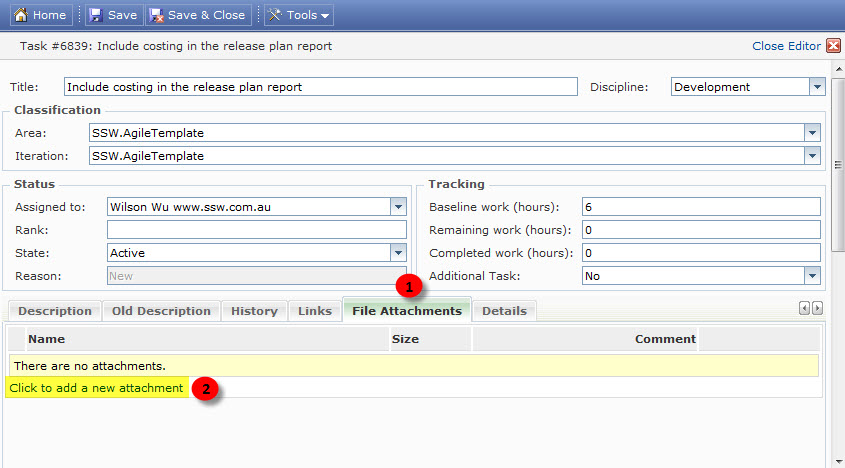 Home Save Save & Close Tools
Task #6839: Include costing in the release plan report Close Editor
Title: Include costing in the release plan report Discipline: Development
Classification
Area: SSW.AgileTemplate
Iteration: SSW.AgileTemplate
Status Tracking
Assigned to: Wilson Wu www.ssw.com.au Baseline work (hours): 6
Rank: Remaining work (hours): 0
State: Active Completed work (hours): 0
Reason: New Additional Task: No
1
Description Old Description History Links File Attachments Details
Name Size Comment
There are no attachments.
Click to add a new attachment 2